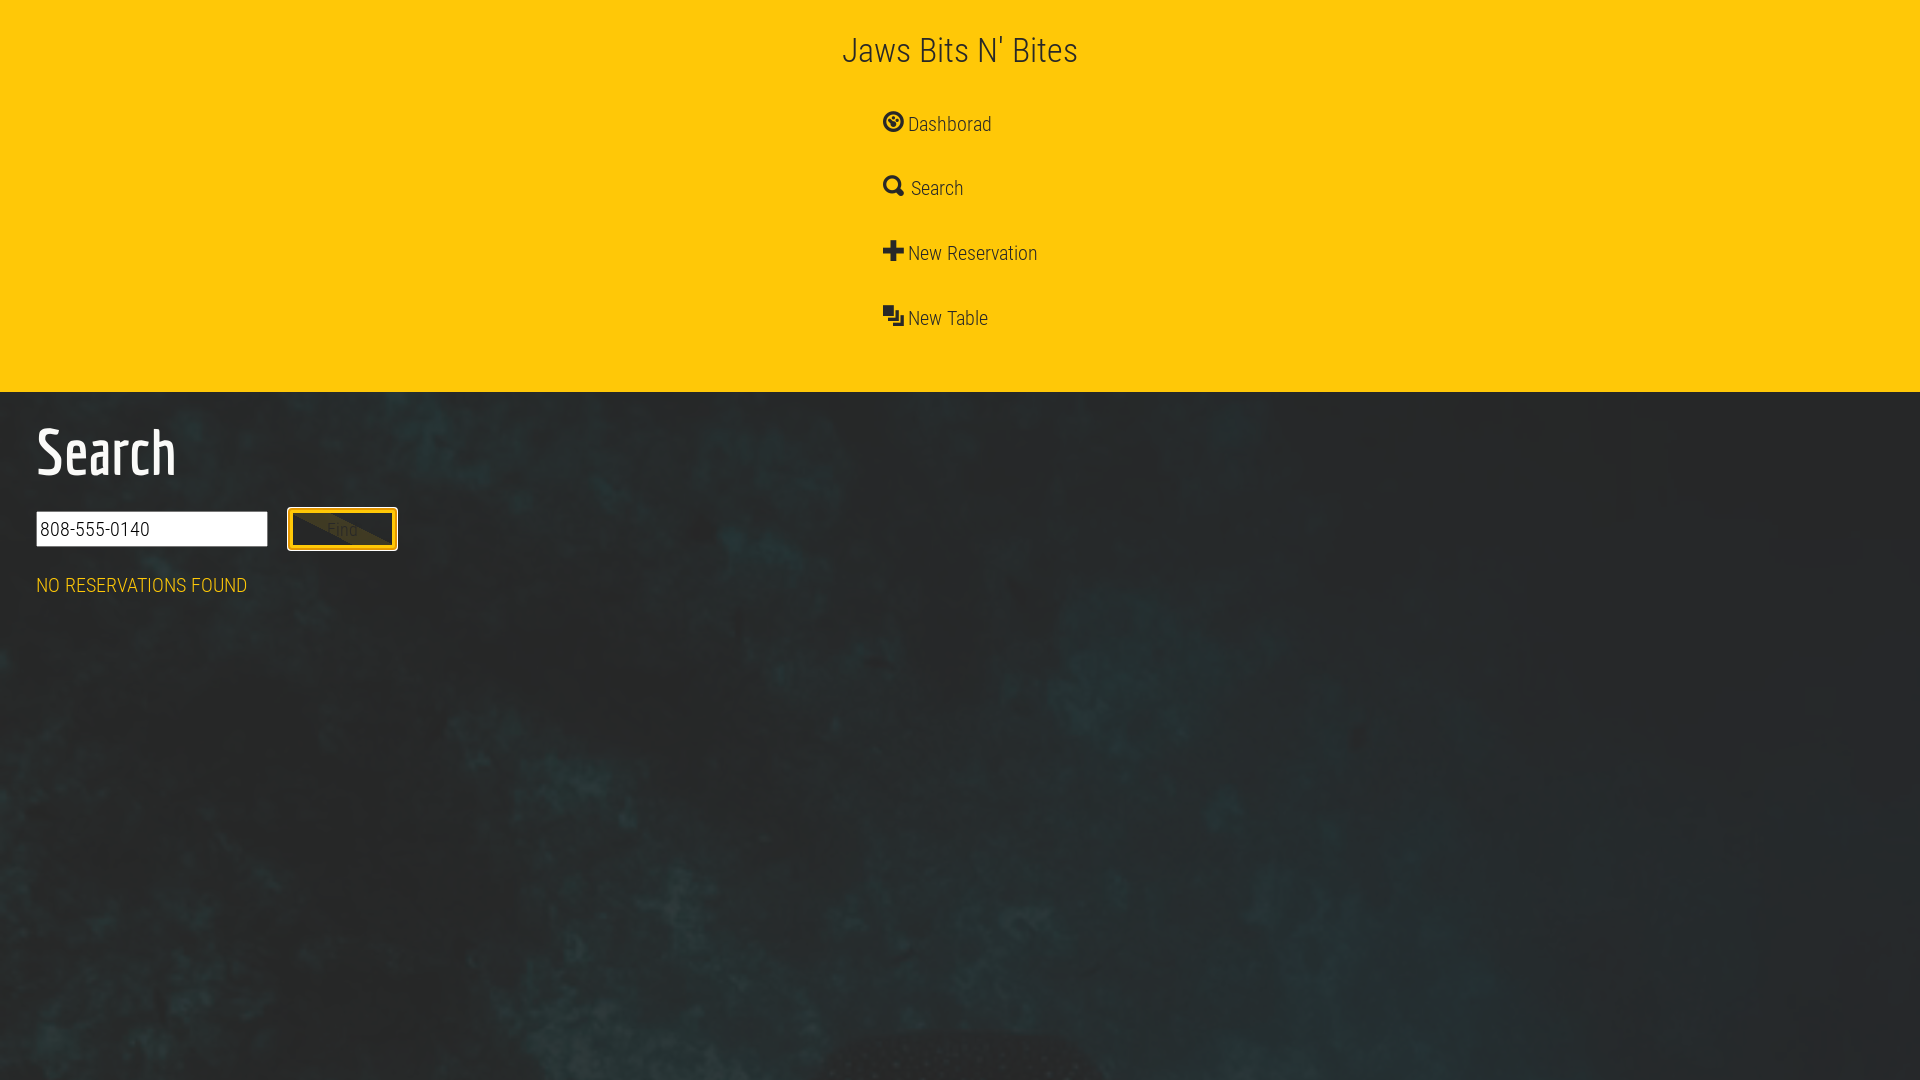 Jaws Bits N' Bites
Dashborad
Search
New Reservation
New Table
Search
808-555-0140
Find
NO RESERVATIONS FOUND